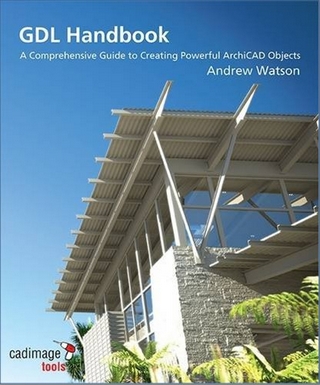 GDL Handbook
A Comprehensive Guide to Creating Powerful ArchiCAD Objects
Andrew Watson
cadimage
tools